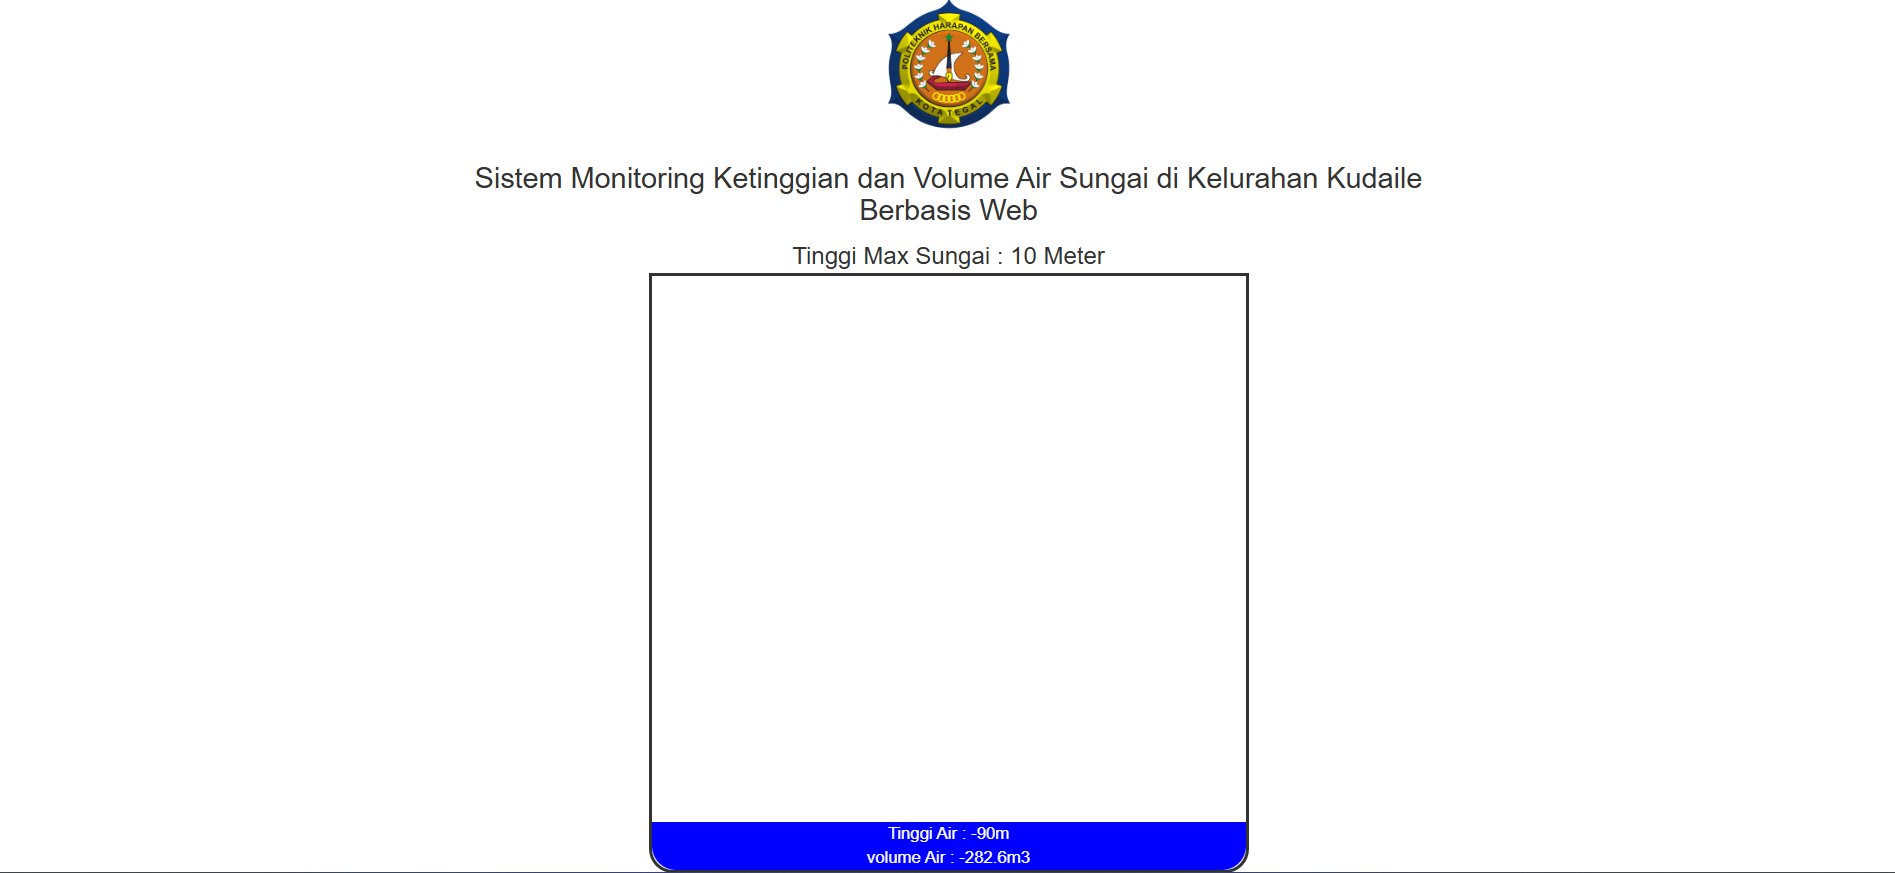 POLITEKNIK HARAPAN BERSAMA
KOTA TEGAL
Sistem Monitoring Ketinggian dan Volume Air Sungai di Kelurahan Kudaile
Berbasis Web
Tinggi Max Sungai : 10 Meter
Tinggi Air : -90m
volume Air : -282.6m3